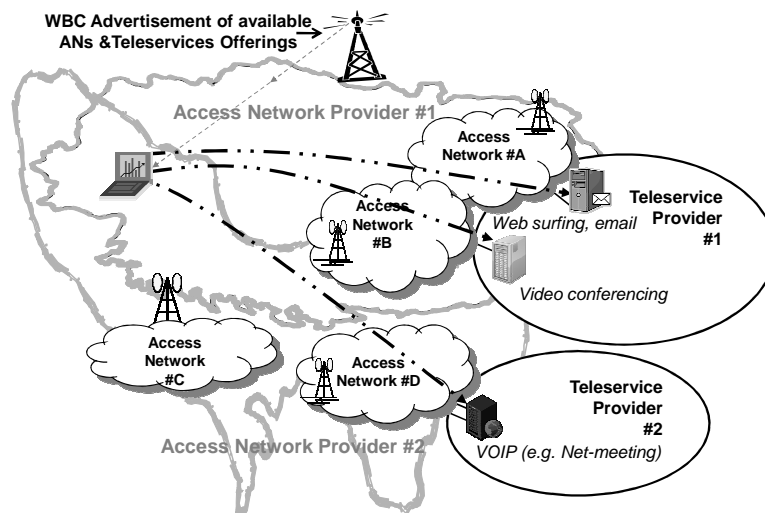 WBC Advertisement of available
ANs &Teleservices Offerings
Access Network Provider #1
Access
Network #A
Teleservice
Provider
#1
Access
Network
#B
Web surfing, email
Video conferencing
Access
Network
#C
Access
Network #D
Teleservice
Provider
#2
Access Network Provider #2
VOIP (e.g. Net-meeting)